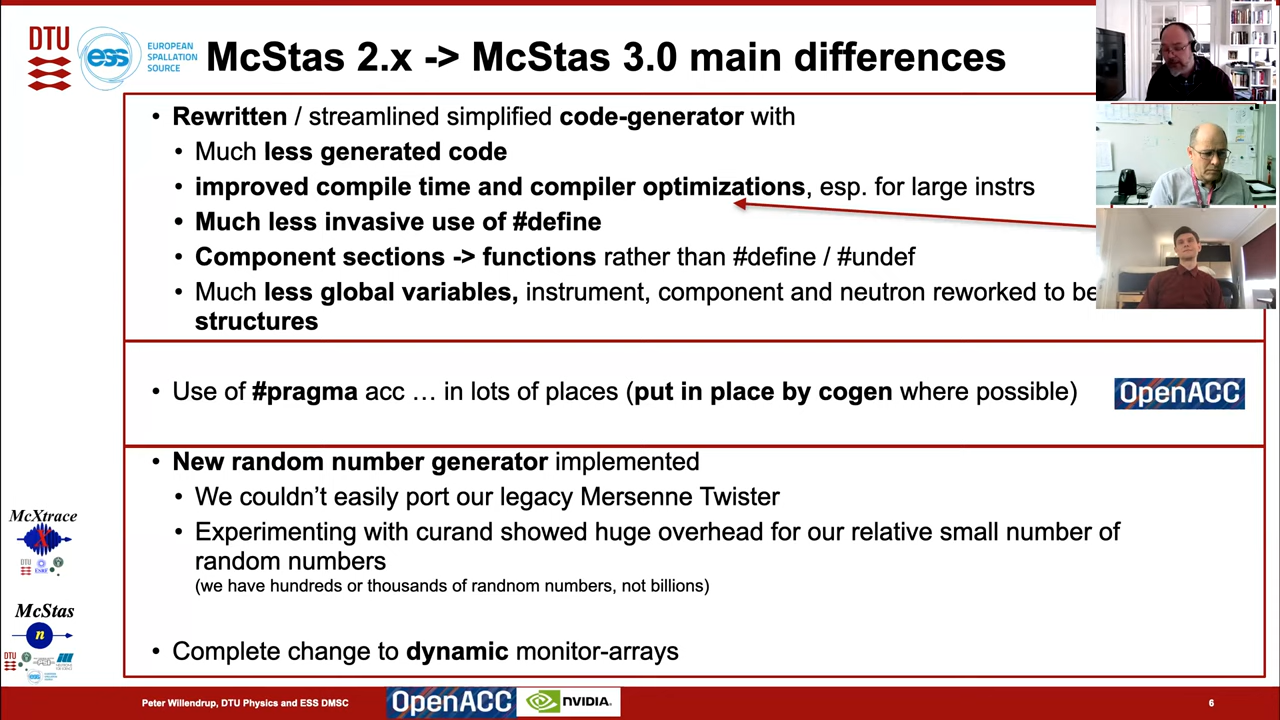 DTU
ess
EUROPEAN
SPALLATION
SOURCE
McStas 2.x -> McStas 3.0 main differences
• Rewritten / streamlined simplified code-generator with
• Much less generated code
• improved compile time and compiler optimizations, esp. for large instrs
• Much less invasive use of #define
• Component sections -> functions rather than #define / #undef
• Much less global variables, instrument, component and neutron reworked to be
structures
• Use of #pragma acc … in lots of places (put in place by cogen where possible)
OpenACC
• New random number generator implemented
• We couldn’t easily port our legacy Mersenne Twister
• Experimenting with curand showed huge overhead for our relative small number of
random numbers
(we have hundreds or thousands of randnom numbers, not billions)
• Complete change to dynamic monitor-arrays
McXtrace
X
DTU
McStas
n
DTU
Peter Willendrup, DTU Physics and ESS DMSC
OpenACC
NVIDIA.
6